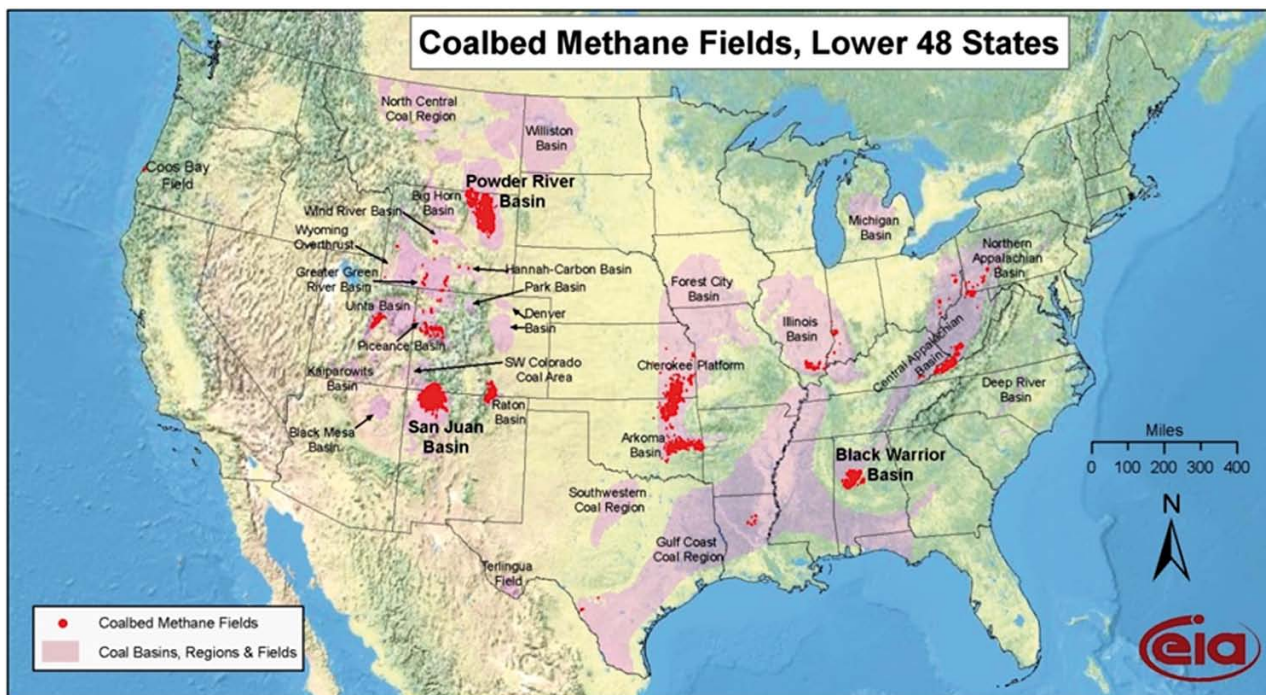 Coalbed Methane Fields, Lower 48 States
North Central
Coal Region
Williston
Basin
Coos Bay
Field
Powder River
Basin
Big Horn
Basin
Wind River Basin
Wyoming
Overthrust
Greater Green
River Basin
Hannah-Carbon Basin
Park Basin
Uinta Basin
Denver
Basin
Piceance Basin
Kaiparowits
Basin
SW Colorado
Coal Area
Black Mesa
Basin
San Juan
Basin
Raton
Basin
Michigan
Basin
Northern
Appalachian
Basin
Forest City
Basin
Illinois
Basin
Central Appalachian
Basin
Cherokee Platform
Deep River
Basin
Arkoma
Basin
Black Warrior
Basin
Southwestern
Coal Region
Gulf Coast
Coal Region
Terlingua
Field
Miles
0 100 200 300 400
N
Coalbed Methane Fields
Coal Basins, Regions & Fields
eia